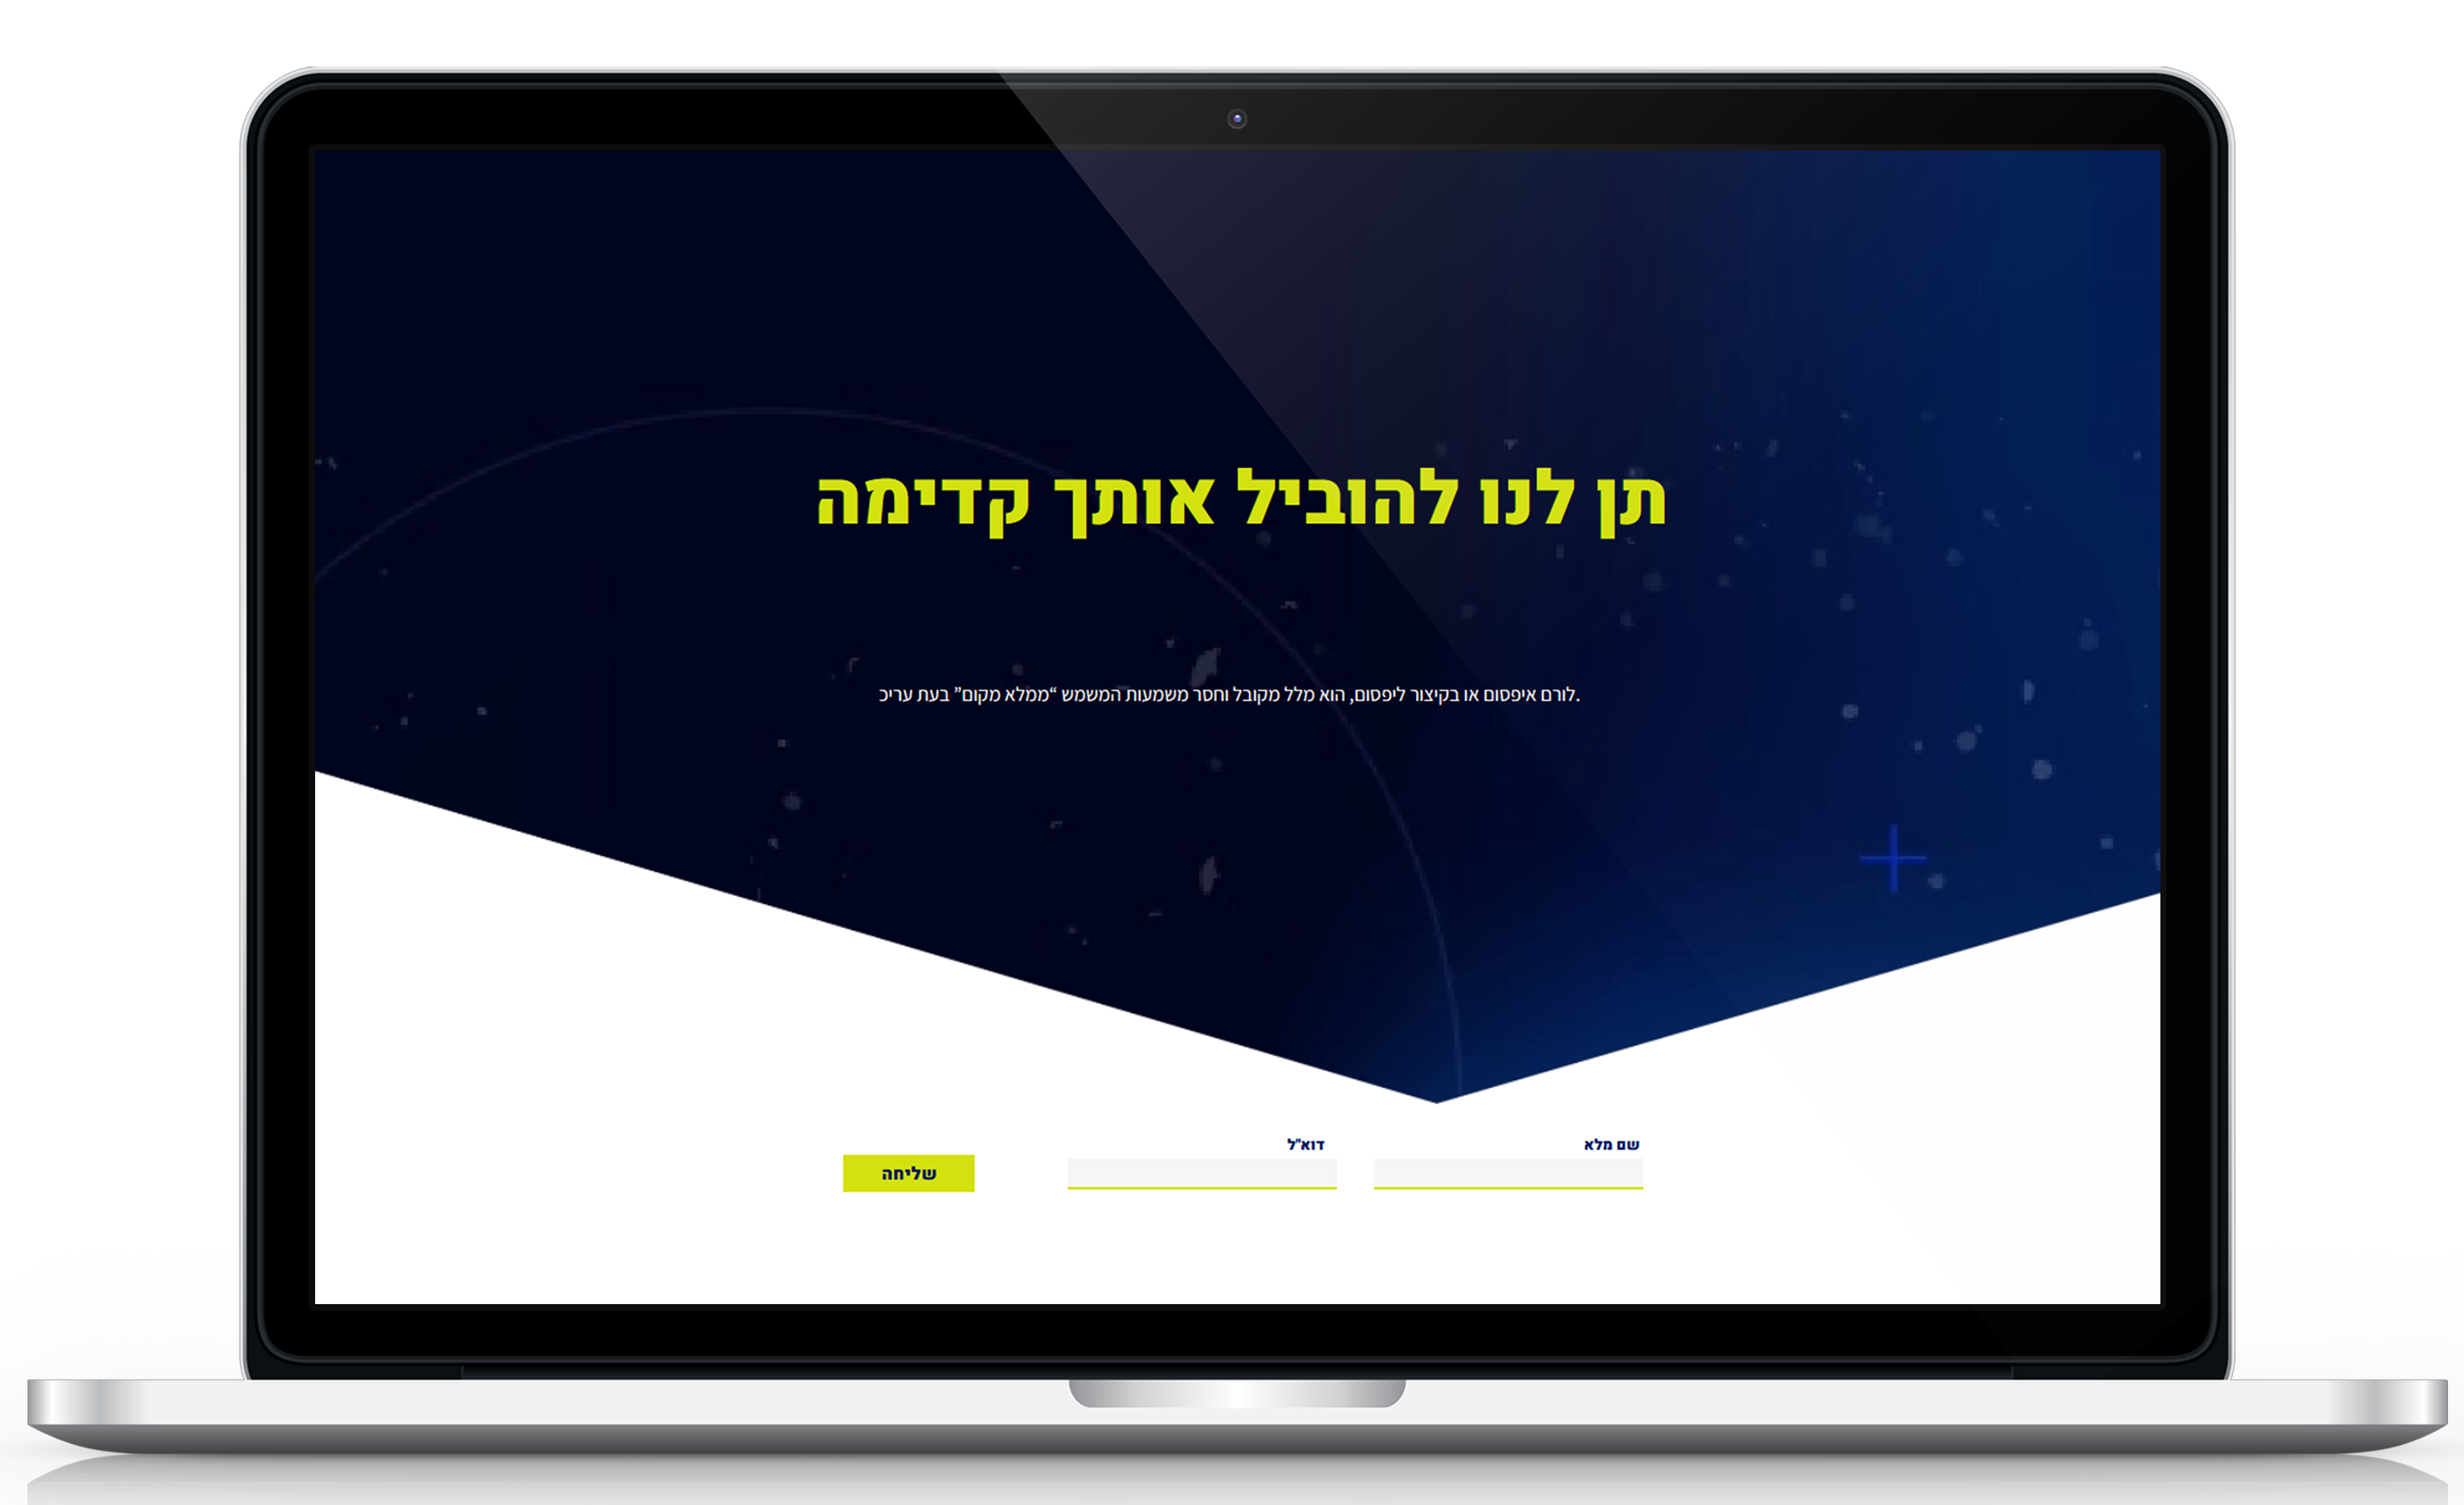 תן לנו להוביל אותך קדימה
.לורם איפסום או בקיצור ליפסום, הוא מלל מקובל וחסר משמעות המשמש “ממלא מקום” בעת עריכ
שם מלא
דוא"ל
שליחה